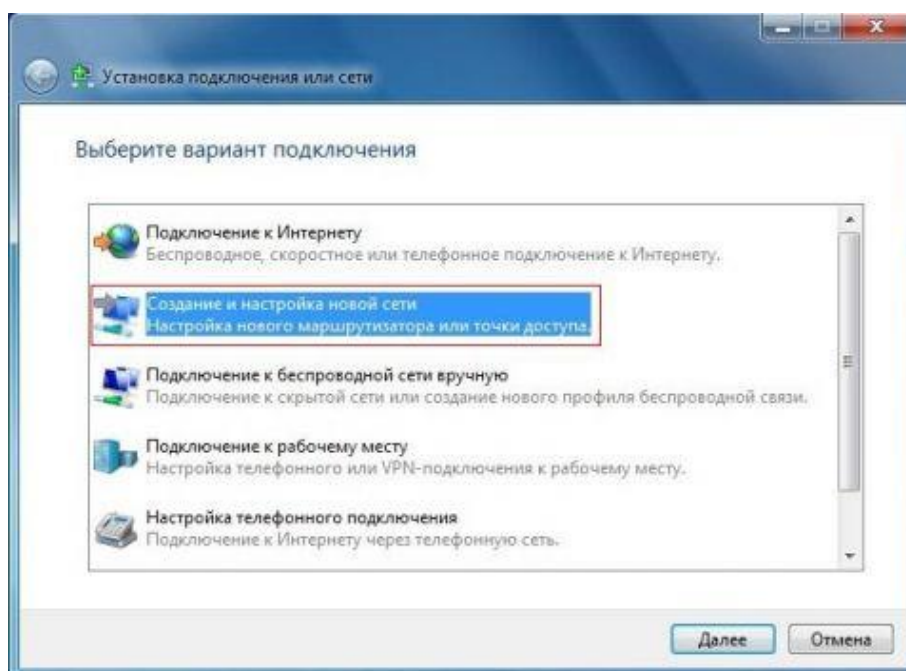 Установка подключения или сети
Выберите вариант подключения
Подключение к Интернету
Беспроводное, скоростное или телефонное подключение к Интернету.
Создание и настройка новой сети
Настройка нового маршрутизатора или точки доступа.
Подключение к беспроводной сети вручную
Подключение к скрытой сети или создание нового профиля беспроводной связи.
Подключение к рабочему месту
Настройка телефонного или VPN-подключения к рабочему месту.
Настройка телефонного подключения
Подключение к Интернету через телефонную сеть.
Далее Отмена